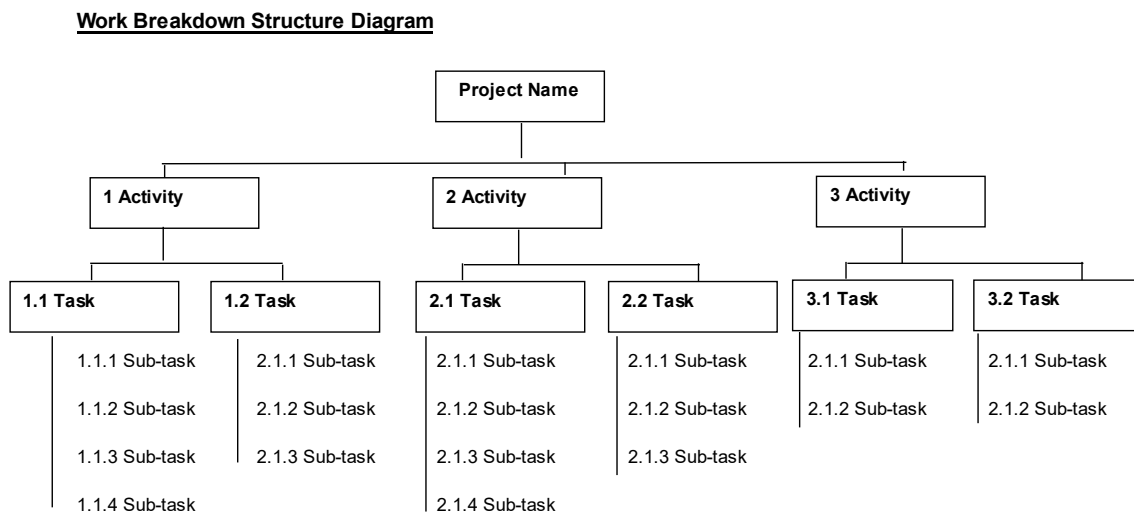 Work Breakdown Structure Diagram
Project Name
1 Activity
2 Activity
3 Activity
1.1 Task
1.2 Task
2.1 Task
2.2 Task
3.1 Task
3.2 Task
1.1.1 Sub-task
1.1.2 Sub-task
1.1.3 Sub-task
1.1.4 Sub-task
2.1.1 Sub-task
2.1.2 Sub-task
2.1.3 Sub-task
2.1.1 Sub-task
2.1.2 Sub-task
2.1.3 Sub-task
2.1.4 Sub-task
2.1.1 Sub-task
2.1.2 Sub-task
2.1.3 Sub-task
2.1.1 Sub-task
2.1.2 Sub-task
2.1.1 Sub-task
2.1.2 Sub-task